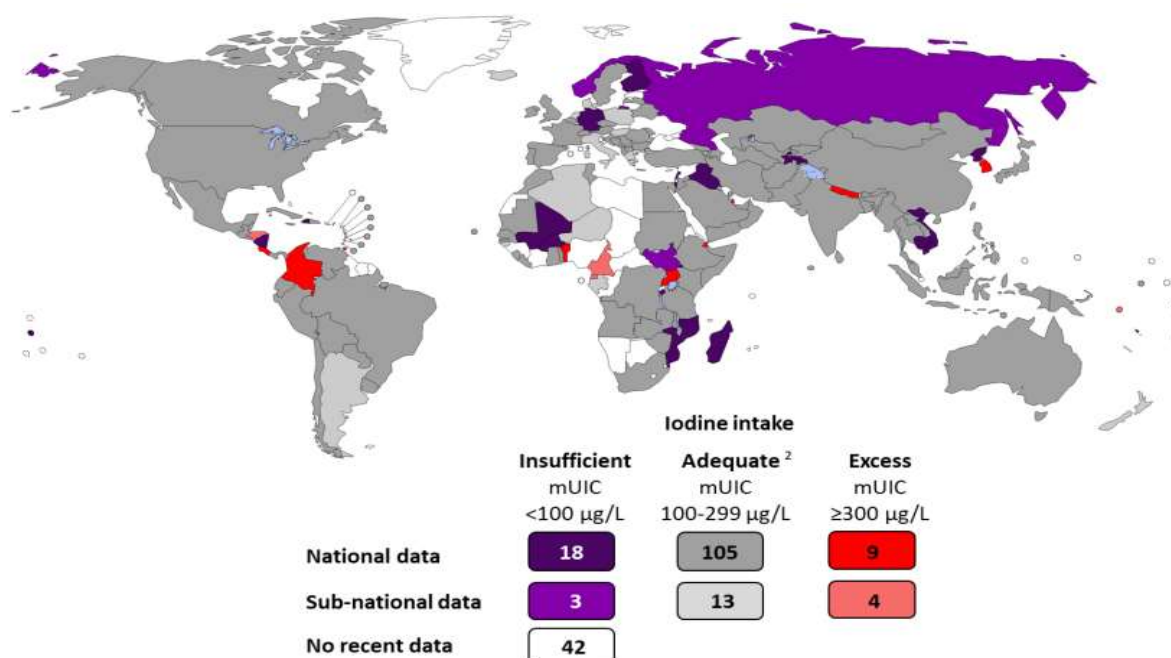 Iodine intake
Insufficient Adequate 2 Excess
mUIC mUIC mUIC
<100 µg/L 100-299 µg/L ≥300 µg/L
National data 18 105 9
Sub-national data 3 13 4
No recent data 42